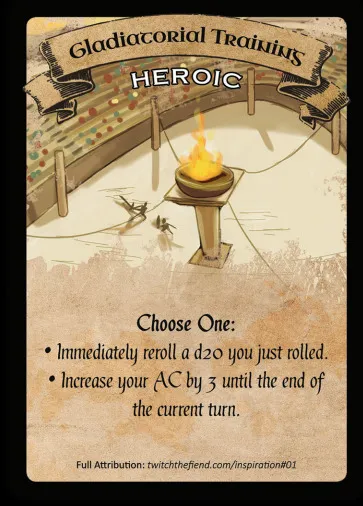 Gladiatorial Training
HEROIC
Choose One:
• Immediately reroll a d20 you just rolled.
• Increase your AC by 3 until the end of
the current turn.
Full Attribution: twitchthefiend.com/inspiration#01